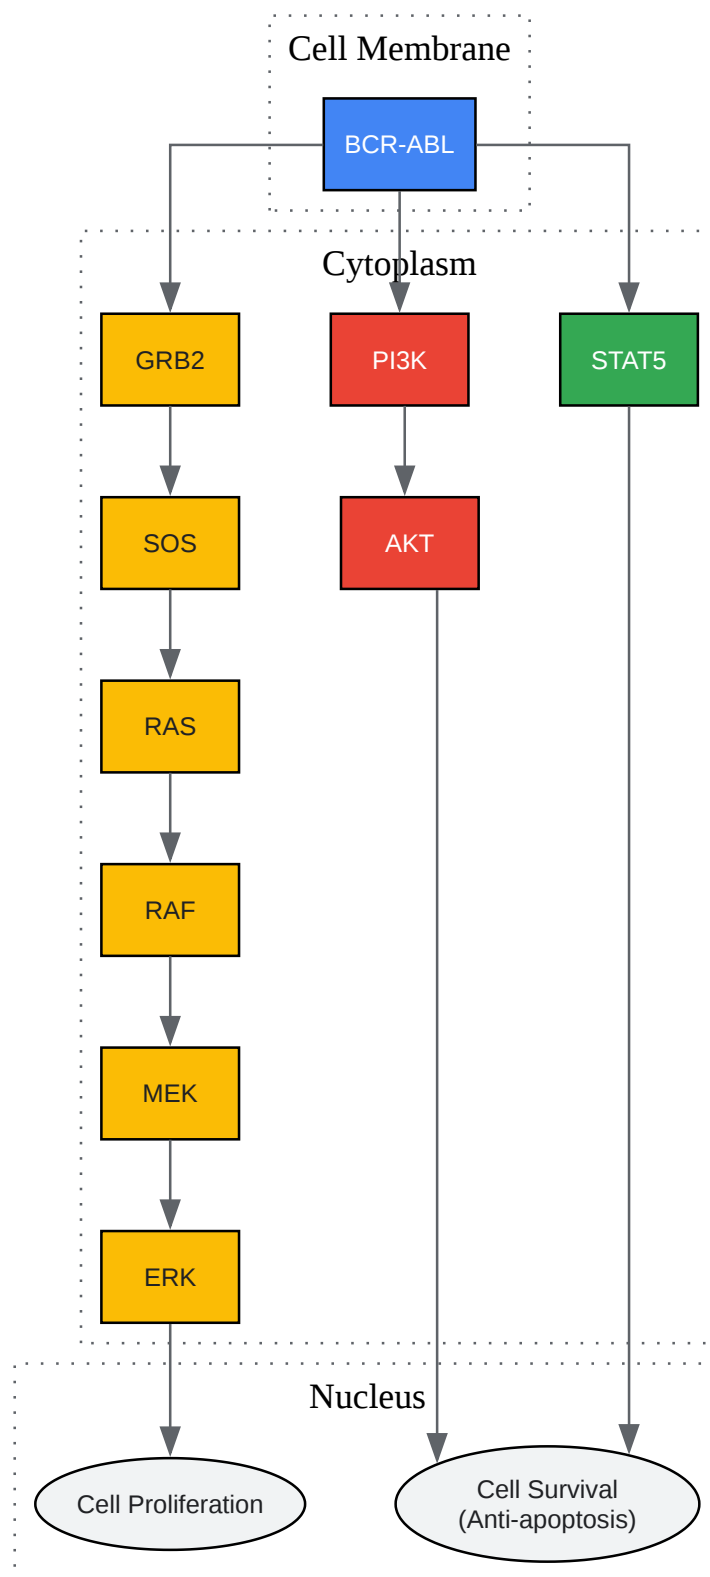 Cell Membrane
BCR-ABL
Cytoplasm
GRB2
PI3K
STAT5
SOS
AKT
RAS
RAF
MEK
ERK
Nucleus
Cell Proliferation
Cell Survival
(Anti-apoptosis)